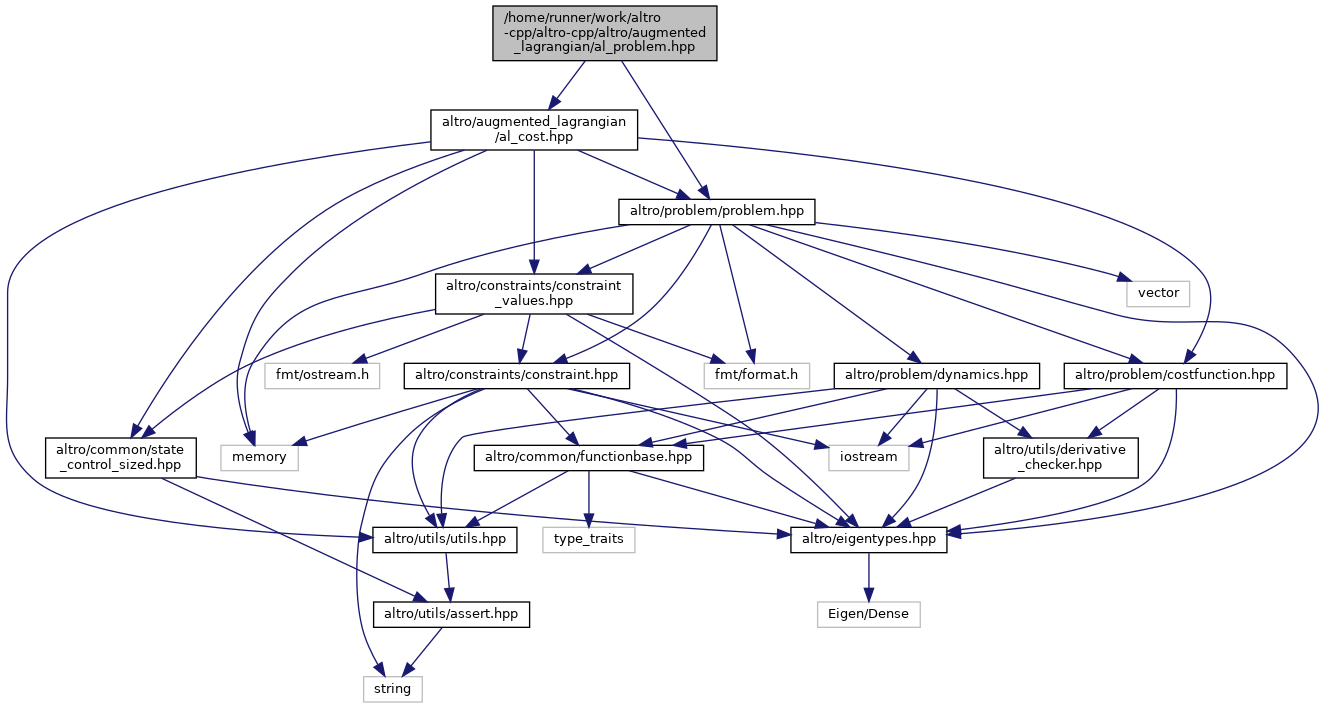 /home/runner/work/altro
-cpp/altro-cpp/altro/augmented
_lagrangian/al_problem.hpp
altro/augmented_lagrangian
/al_cost.hpp
altro/problem/problem.hpp
altro/constraints/constraint
_values.hpp
vector
fmt/ostream.h
altro/constraints/constraint.hpp
fmt/format.h
altro/problem/dynamics.hpp
altro/problem/costfunction.hpp
altro/common/state
_control_sized.hpp
memory
altro/common/functionbase.hpp
iostream
altro/utils/derivative
_checker.hpp
altro/utils/utils.hpp
type_traits
altro/eigentypes.hpp
altro/utils/assert.hpp
Eigen/Dense
string